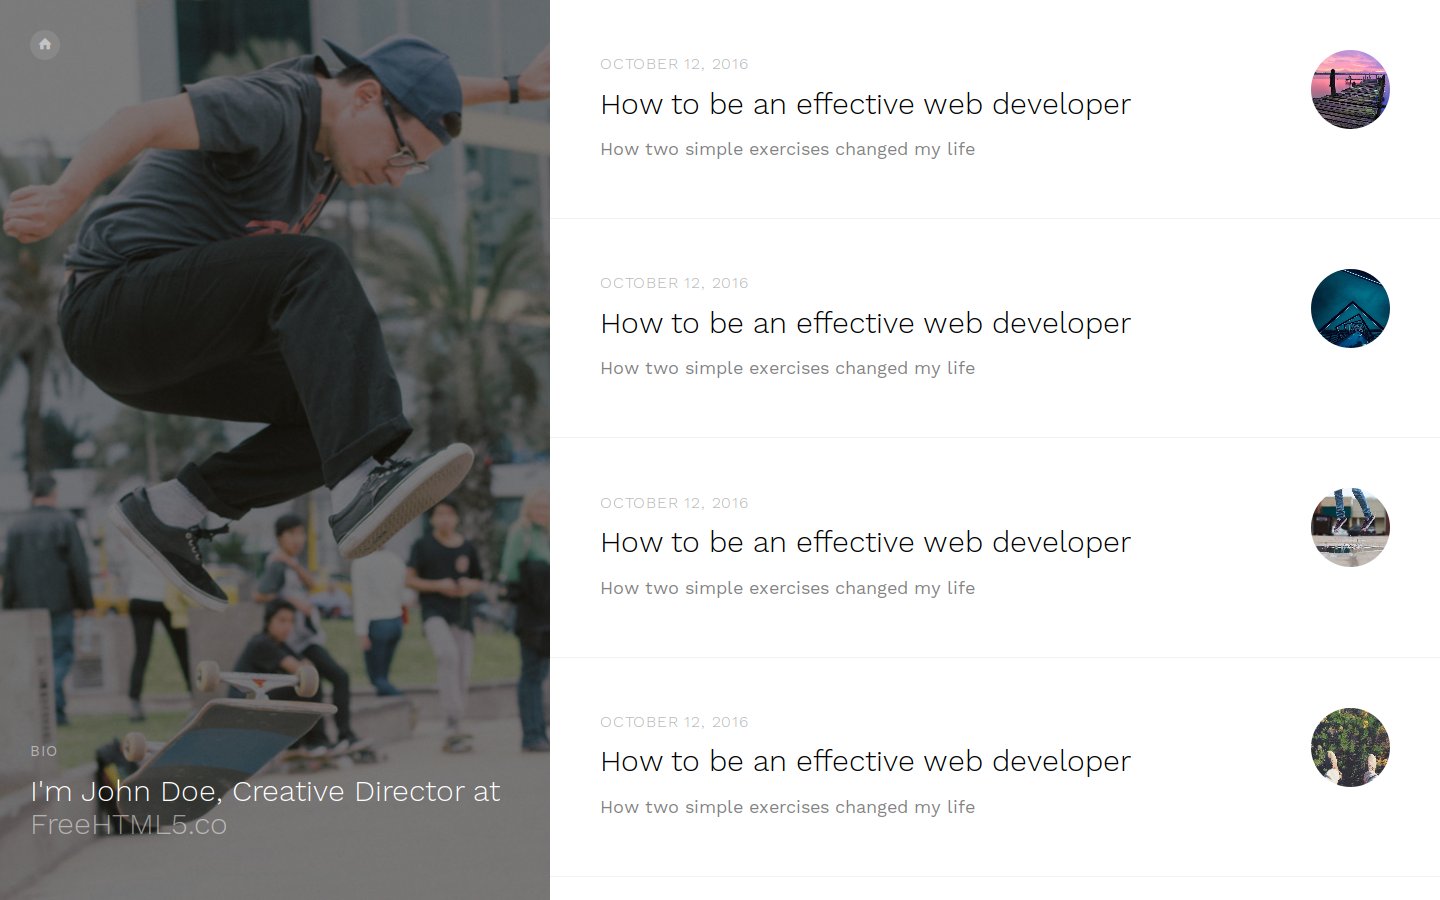 BIO
I'm John Doe, Creative Director at
FreeHTML5.co
OCTOBER 12, 2016
How to be an effective web developer
How two simple exercises changed my life
OCTOBER 12, 2016
How to be an effective web developer
How two simple exercises changed my life
OCTOBER 12, 2016
How to be an effective web developer
How two simple exercises changed my life
OCTOBER 12, 2016
How to be an effective web developer
How two simple exercises changed my life